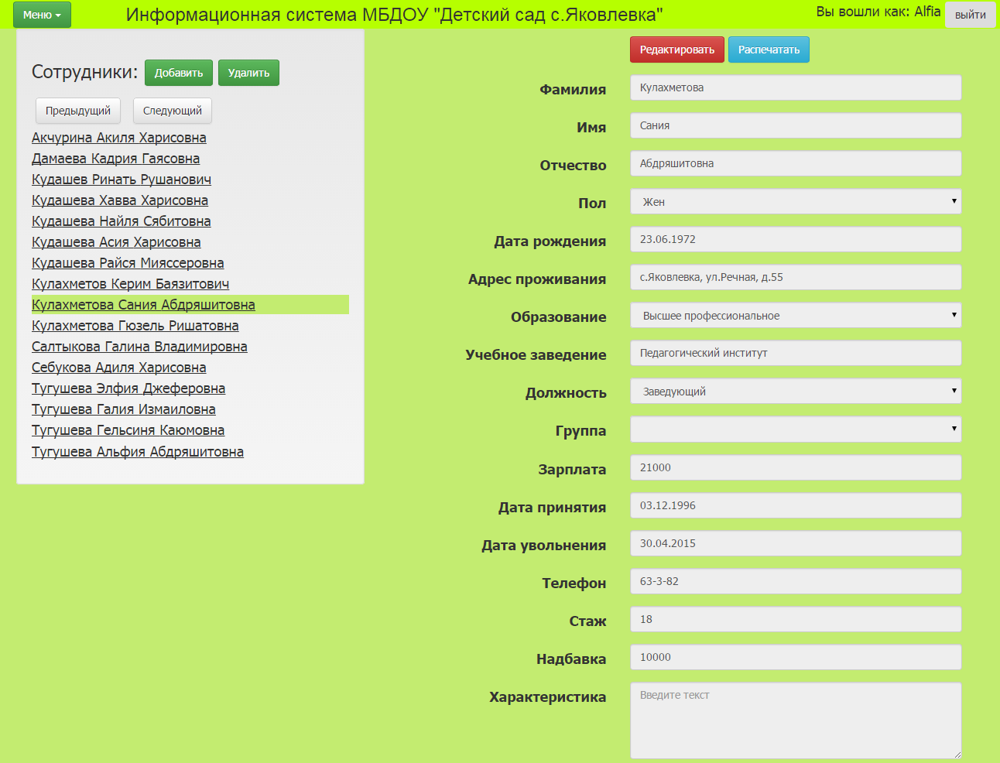 Меню
Информационная система МБДОУ "Детский сад с.Яковлевка"
Вы вошли как: Alfia
выйти
Сотрудники:
Добавить
Удалить
Предыдущий
Следующий
Акчурина Акиля Харисовна
Дамаева Кадрия Гаясовна
Кудашев Ринать Рушанович
Кудашева Хавва Харисовна
Кудашева Найля Сябитовна
Кудашева Асия Харисовна
Кудашева Райся Мияссеровна
Кулахметов Керим Баязитович
Кулахметова Сания Абдряшитовна
Кулахметова Гюзель Ришатовна
Салтыкова Галина Владимировна
Себукова Адиля Харисовна
Тугушева Элфия Джеферовна
Тугушева Галия Измаиловна
Тугушева Гельсиня Каюмовна
Тугушева Альфия Абдряшитовна
Редактировать
Распечатать
Фамилия Кулахметова
Имя Сания
Отчество Абдряшитовна
Пол Жен
Дата рождения 23.06.1972
Адрес проживания с.Яковлевка, ул.Речная, д.55
Образование Высшее профессиональное
Учебное заведение Педагогический институт
Должность Заведующий
Группа
Зарплата 21000
Дата принятия 03.12.1996
Дата увольнения 30.04.2015
Телефон 63-3-82
Стаж 18
Надбавка 10000
Характеристика Введите текст